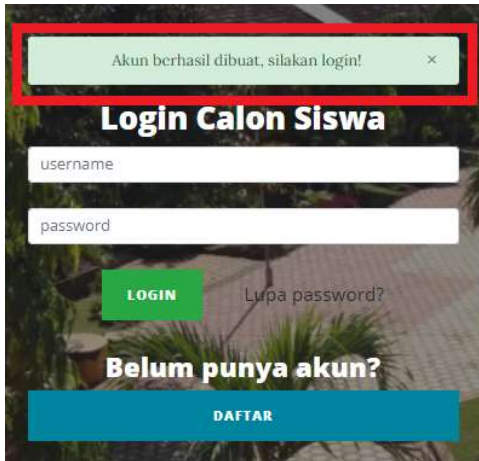 Akun berhasil dibuat, silakan login! ×
Login Calon Siswa
username
password
LOGIN Lupa password?
Belum punya akun?
DAFTAR